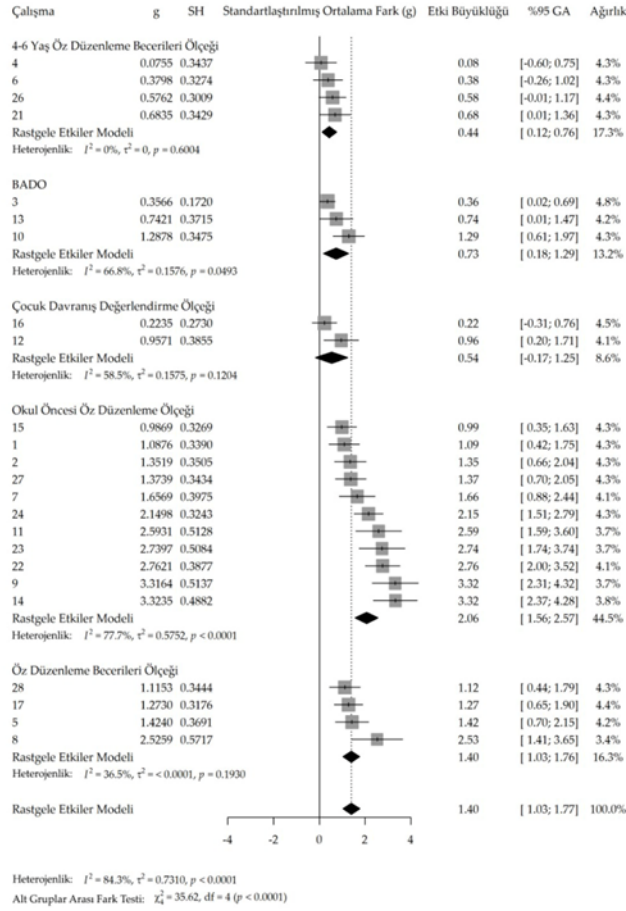 Çalışma g SH Standartlaştırılmış Ortalama Fark (g) Etki Büyüklüğü %95 GA Ağırlık
4-6 Yaş Öz Düzenleme Becerileri Ölçeği
4 0.0755 0.3437 0.08 [-0.60; 0.75] 4.3%
6 0.3798 0.3274 0.38 [-0.26; 1.02] 4.3%
26 0.5762 0.3009 0.58 [-0.01; 1.17] 4.4%
21 0.6835 0.3429 0.68 [ 0.01; 1.36] 4.3%
Rastgele Etkiler Modeli 0.44 [ 0.12; 0.76] 17.3%
Heterojenlik: I² = 0%, τ² = 0, p = 0.6004
BADO
3 0.3566 0.1720 0.36 [ 0.02; 0.69] 4.8%
13 0.7421 0.3715 0.74 [ 0.01; 1.47] 4.2%
10 1.2878 0.3475 1.29 [ 0.61; 1.97] 4.3%
Rastgele Etkiler Modeli 0.73 [ 0.18; 1.29] 13.2%
Heterojenlik: I² = 66.8%, τ² = 0.1576, p = 0.0493
Çocuk Davranış Değerlendirme Ölçeği
16 0.2235 0.2730 0.22 [-0.31; 0.76] 4.5%
12 0.9571 0.3855 0.96 [ 0.20; 1.71] 4.1%
Rastgele Etkiler Modeli 0.54 [-0.17; 1.25] 8.6%
Heterojenlik: I² = 58.5%, τ² = 0.1575, p = 0.1204
Okul Öncesi Öz Düzenleme Ölçeği
15 0.9869 0.3269 0.99 [ 0.35; 1.63] 4.3%
1 1.0876 0.3390 1.09 [ 0.42; 1.75] 4.3%
2 1.3519 0.3505 1.35 [ 0.66; 2.04] 4.3%
27 1.3739 0.3434 1.37 [ 0.70; 2.05] 4.3%
7 1.6569 0.3975 1.66 [ 0.88; 2.44] 4.1%
24 2.1498 0.3243 2.15 [ 1.51; 2.79] 4.3%
11 2.5931 0.5128 2.59 [ 1.59; 3.60] 3.7%
23 2.7397 0.5084 2.74 [ 1.74; 3.74] 3.7%
22 2.7621 0.3877 2.76 [ 2.00; 3.52] 4.1%
9 3.3164 0.5137 3.32 [ 2.31; 4.32] 3.7%
14 3.3235 0.4882 3.32 [ 2.37; 4.28] 3.8%
Rastgele Etkiler Modeli 2.06 [ 1.56; 2.57] 44.5%
Heterojenlik: I² = 77.7%, τ² = 0.5752, p < 0.0001
Öz Düzenleme Becerileri Ölçeği
28 1.1153 0.3444 1.12 [ 0.44; 1.79] 4.3%
17 1.2730 0.3176 1.27 [ 0.65; 1.90] 4.4%
5 1.4240 0.3691 1.42 [ 0.70; 2.15] 4.3%
8 2.5259 0.5717 2.53 [ 1.41; 3.65] 3.4%
Rastgele Etkiler Modeli 1.40 [ 1.03; 1.76] 16.3%
Heterojenlik: I² = 36.5%, τ² = < 0.0001, p = 0.1930
Rastgele Etkiler Modeli 1.40 [ 1.03; 1.77] 100.0%
-4 -2 0 2 4
Heterojenlik: I² = 84.3%, τ² = 0.7310, p < 0.0001
Alt Gruplar Arası Fark Testi: χ²₄ = 35.62, df = 4 (p < 0.0001)